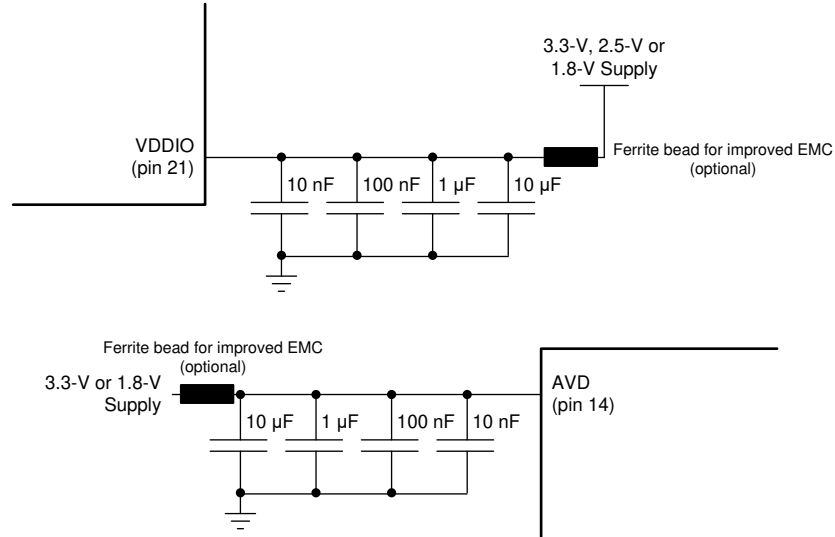 3.3-V, 2.5-V or
1.8-V Supply
VDDIO
(pin 21)
Ferrite bead for improved EMC
(optional)
10 nF
100 nF
1 µF
10 µF
Ferrite bead for improved EMC
(optional)
3.3-V or 1.8-V
Supply
AVD
(pin 14)
10 µF
1 µF
100 nF
10 nF